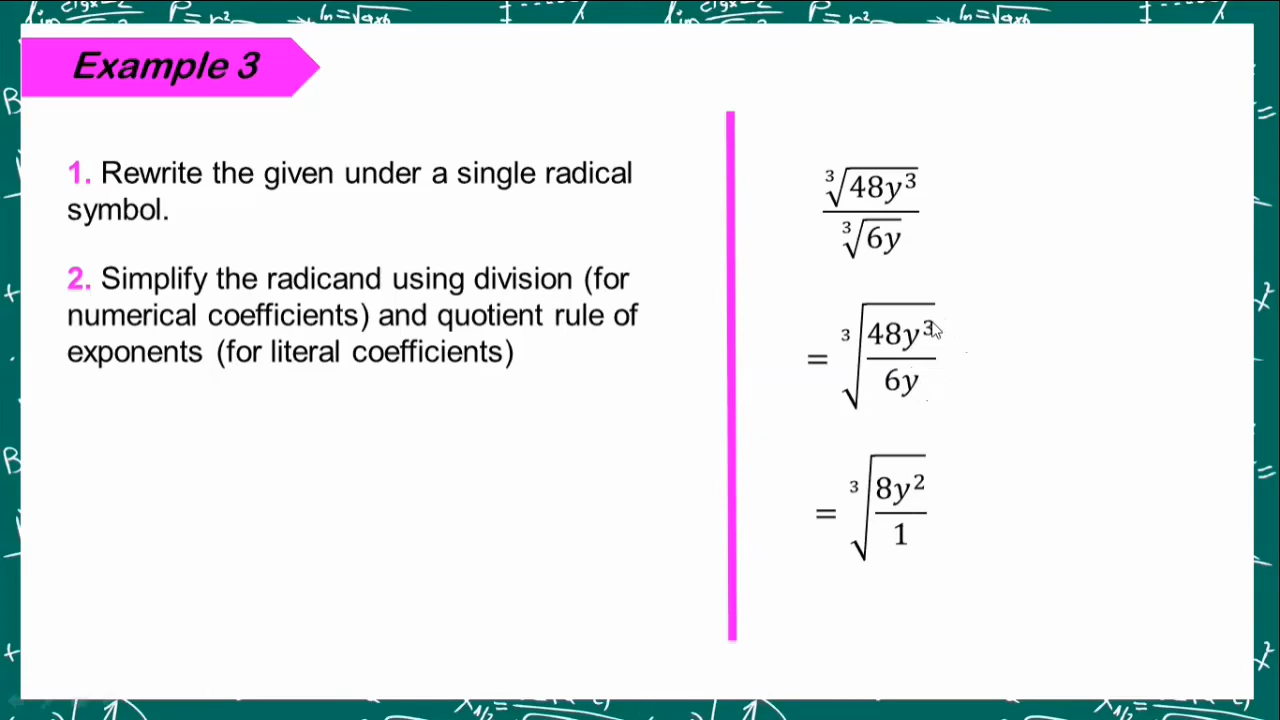 Example 3
1. Rewrite the given under a single radical
symbol.
2. Simplify the radicand using division (for
numerical coefficients) and quotient rule of
exponents (for literal coefficients)
∛(48y³)
∛(6y)
= ∛(48y³
6y)
= ∛(8y²
1)